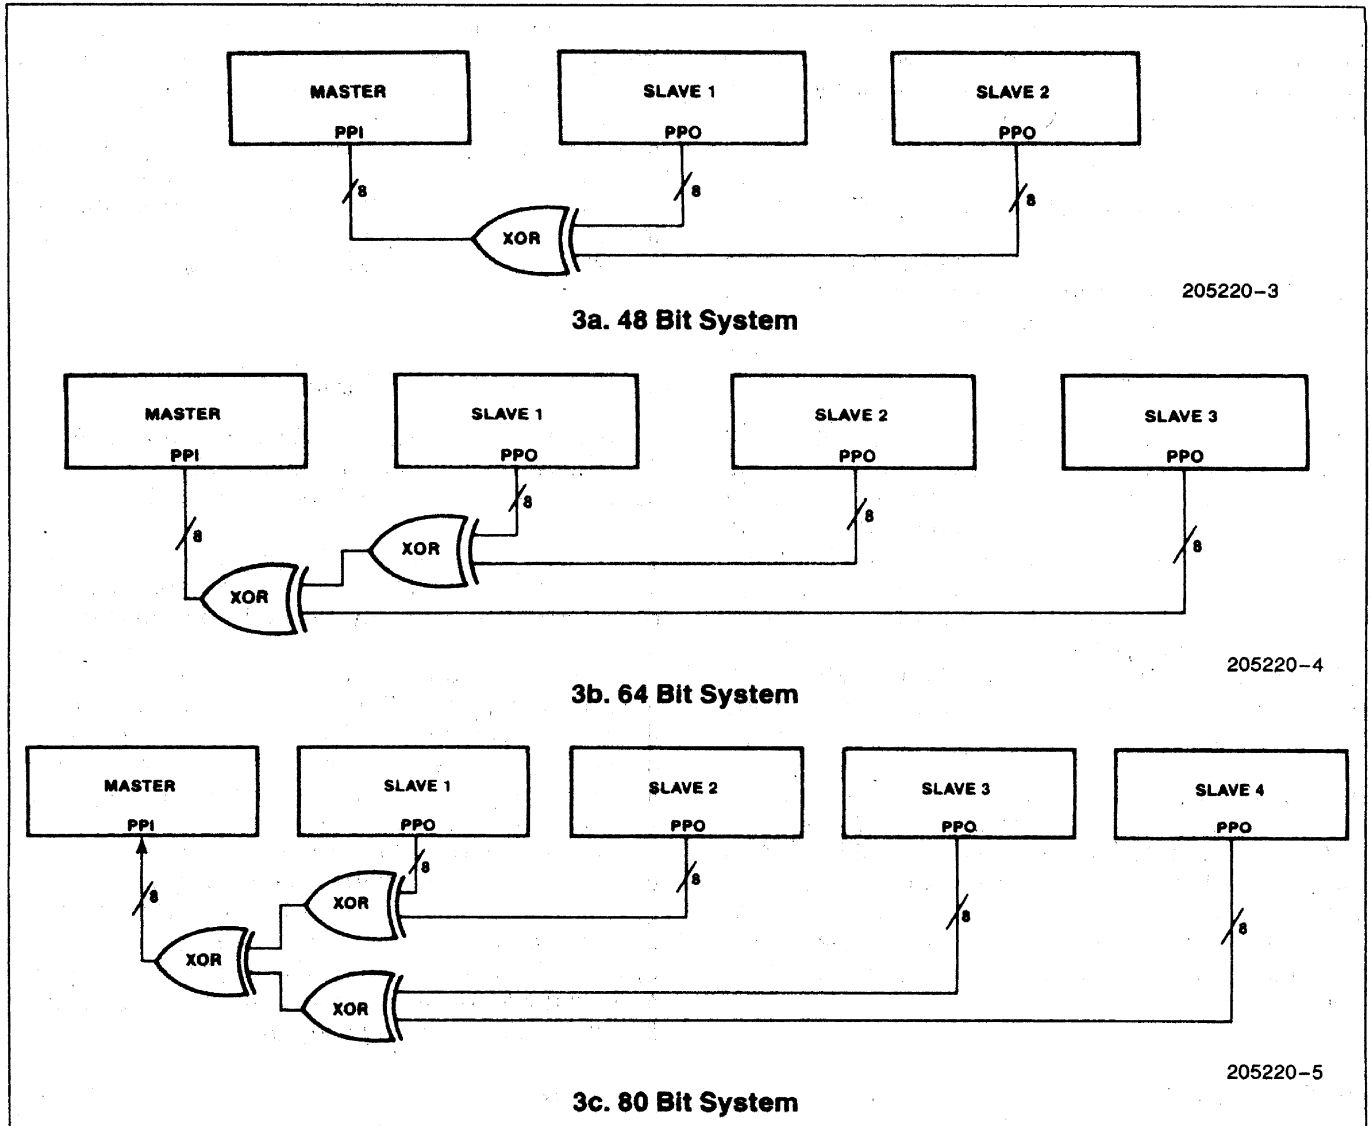 MASTER SLAVE 1 SLAVE 2
PPI PPO PPO
8 8 8
XOR
205220-3
3a. 48 Bit System
MASTER SLAVE 1 SLAVE 2 SLAVE 3
PPI PPO PPO PPO
8 8 8 8
XOR
XOR
205220-4
3b. 64 Bit System
MASTER SLAVE 1 SLAVE 2 SLAVE 3 SLAVE 4
PPI PPO PPO PPO PPO
8 8 8 8 8
XOR
XOR
XOR
205220-5
3c. 80 Bit System